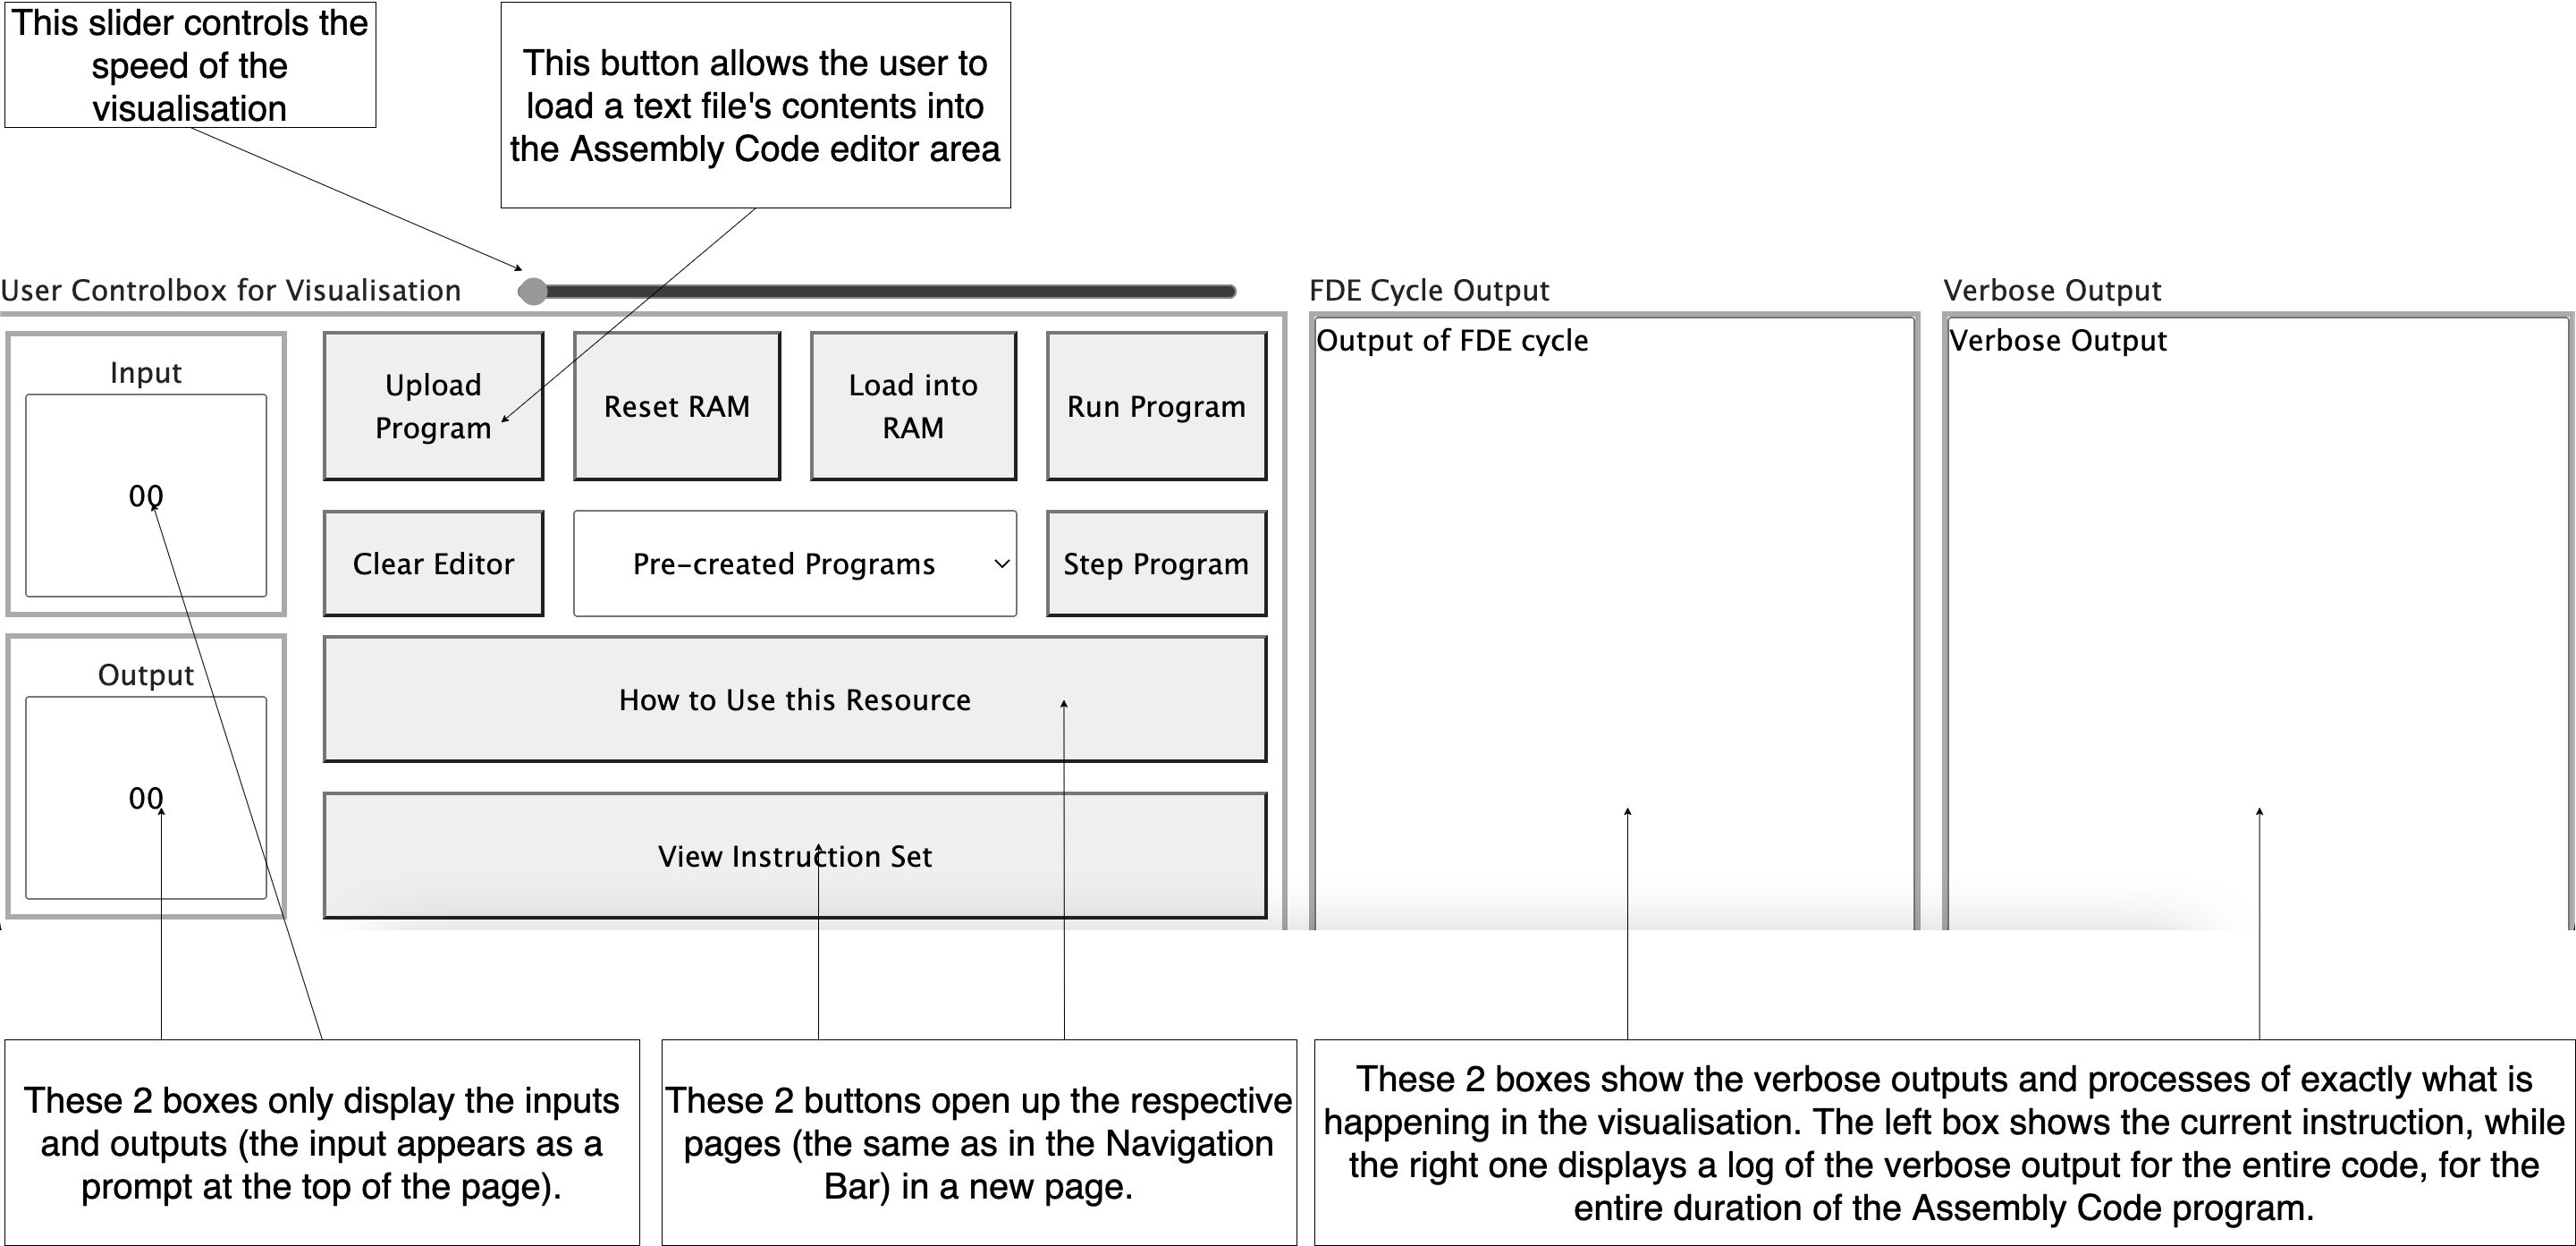 This slider controls the
speed of the
visualisation
This button allows the user to
load a text file's contents into
the Assembly Code editor area
User Controlbox for Visualisation
FDE Cycle Output
Verbose Output
Input
00
Upload
Program
Reset RAM
Load into
RAM
Run Program
Output of FDE cycle
Verbose Output
Clear Editor
Pre-created Programs
Step Program
Output
00
How to Use this Resource
View Instruction Set
These 2 boxes only display the inputs
and outputs (the input appears as a
prompt at the top of the page).
These 2 buttons open up the respective
pages (the same as in the Navigation
Bar) in a new page.
These 2 boxes show the verbose outputs and processes of exactly what is
happening in the visualisation. The left box shows the current instruction, while
the right one displays a log of the verbose output for the entire code, for the
entire duration of the Assembly Code program.